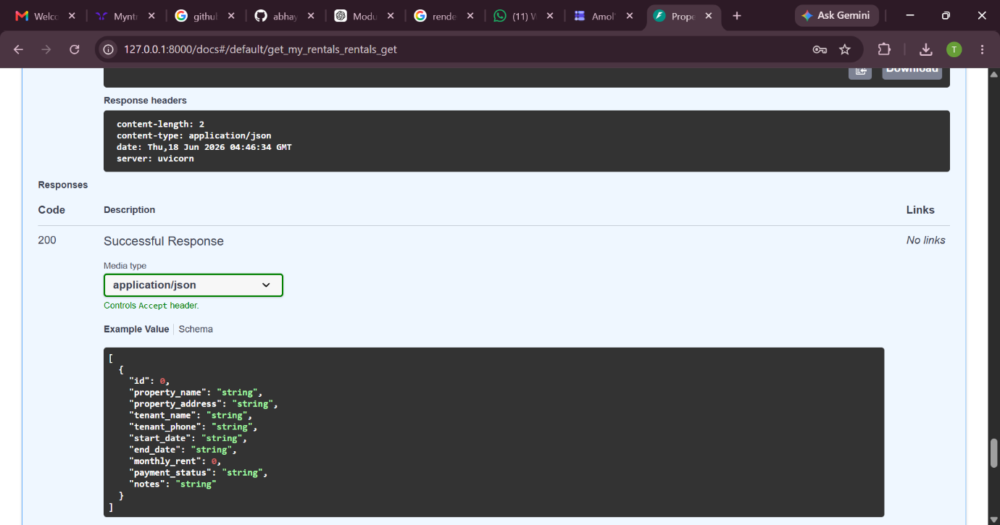 Welco
Myntr
githul
abhay
Modu
rende
(11) W
Amol'
Prope
Ask Gemini
127.0.0.1:8000/docs#/default/get_my_rentals_rentals_get
T
Download
Response headers
content-length: 2
content-type: application/json
date: Thu,18 Jun 2026 04:46:34 GMT
server: uvicorn
Responses
Code Description Links
200 Successful Response No links
Media type
application/json
Controls Accept header.
Example Value Schema
[
{
"id": 0,
"property_name": "string",
"property_address": "string",
"tenant_name": "string",
"tenant_phone": "string",
"start_date": "string",
"end_date": "string",
"monthly_rent": 0,
"payment_status": "string",
"notes": "string"
}
]